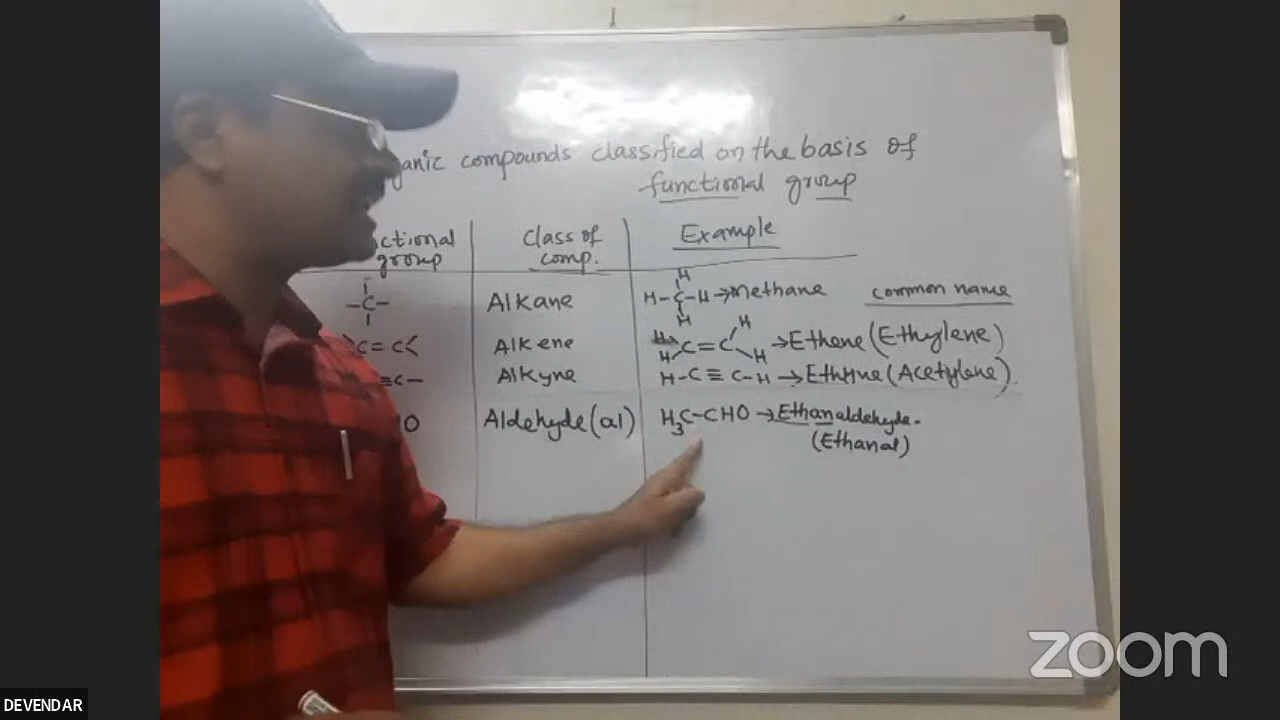 ganic compounds classified on the basis of
functional group
ctional
group
Class of
comp.
Example
-C-
Alkane
H
H-C-H→Methane
H
common name
>C=C<
Alkene
H
H C=C H →Ethene (Ethylene)
≡C-
Alkyne
H-C≡C-H →(Acetylene)
O
Aldehyde (al)
H3C-CHO →Ethanaldehyde.
(Ethanal)
zoom
DEVENDAR